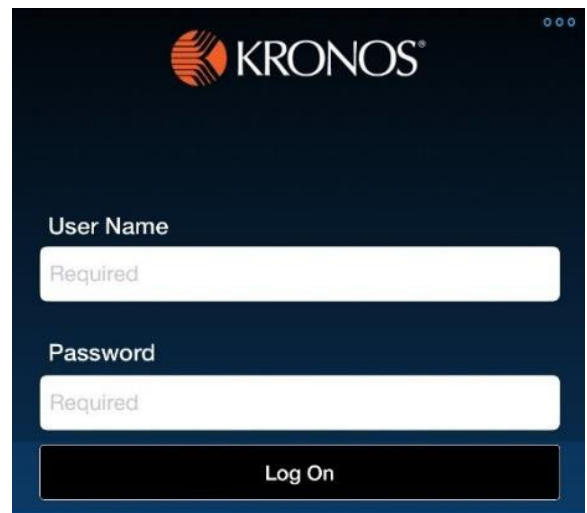 KRONOS®
User Name
Required
Password
Required
Log On